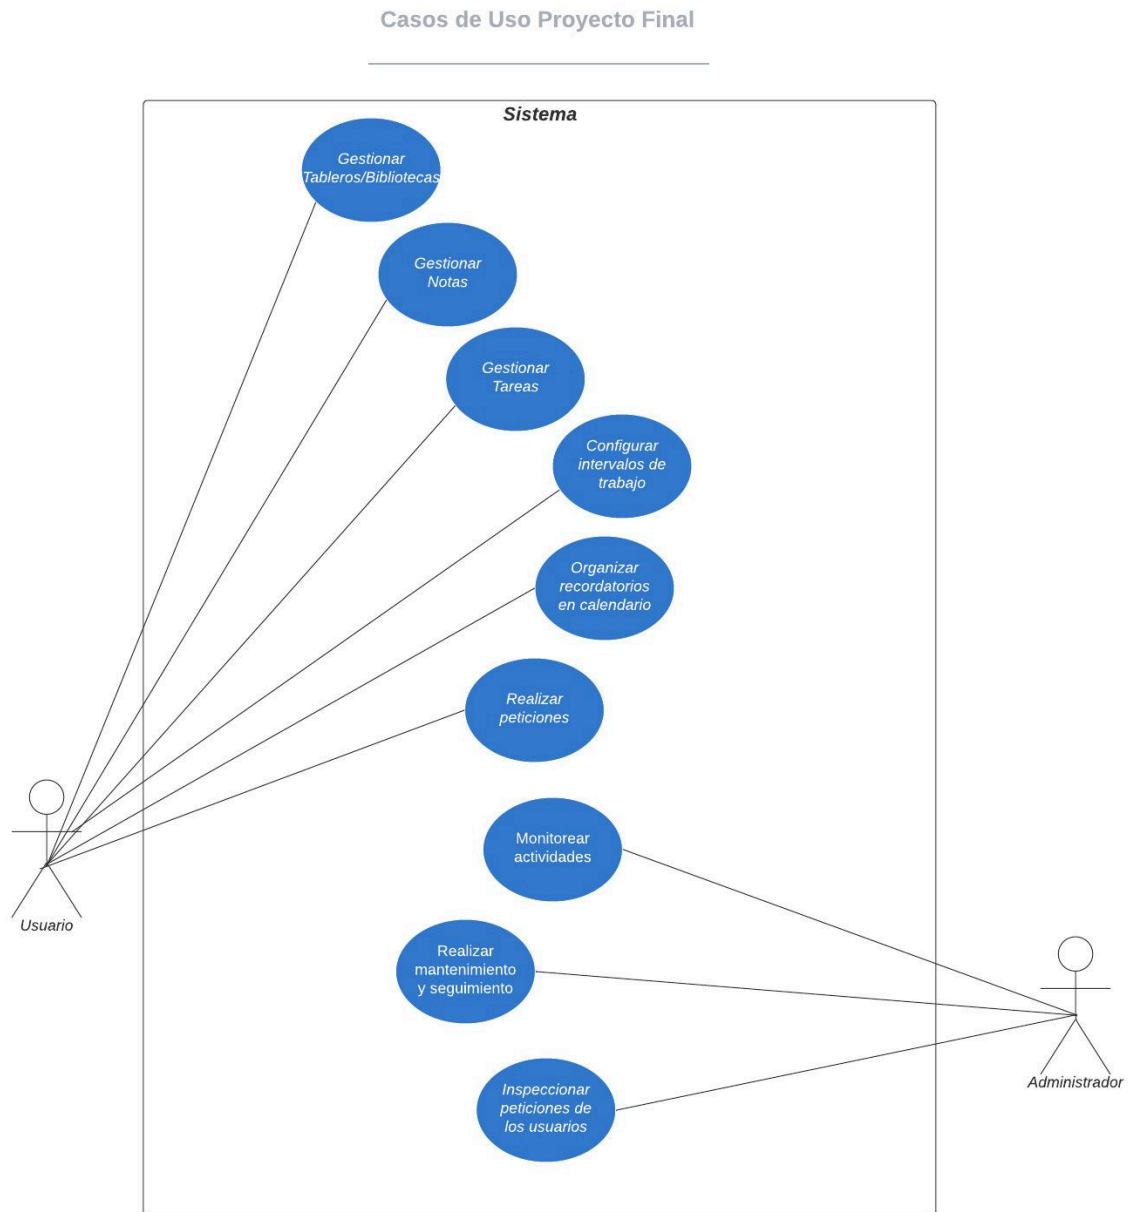 Casos de Uso Proyecto Final
Sistema
Gestionar
Tableros/Bibliotecas
Gestionar
Notas
Gestionar
Tareas
Configurar
intervalos de
trabajo
Organizar
recordatorios
en calendario
Realizar
peticiones
Usuario
Monitorear
actividades
Realizar
mantenimiento
y seguimiento
Administrador
Inspeccionar
peticiones de
los usuarios